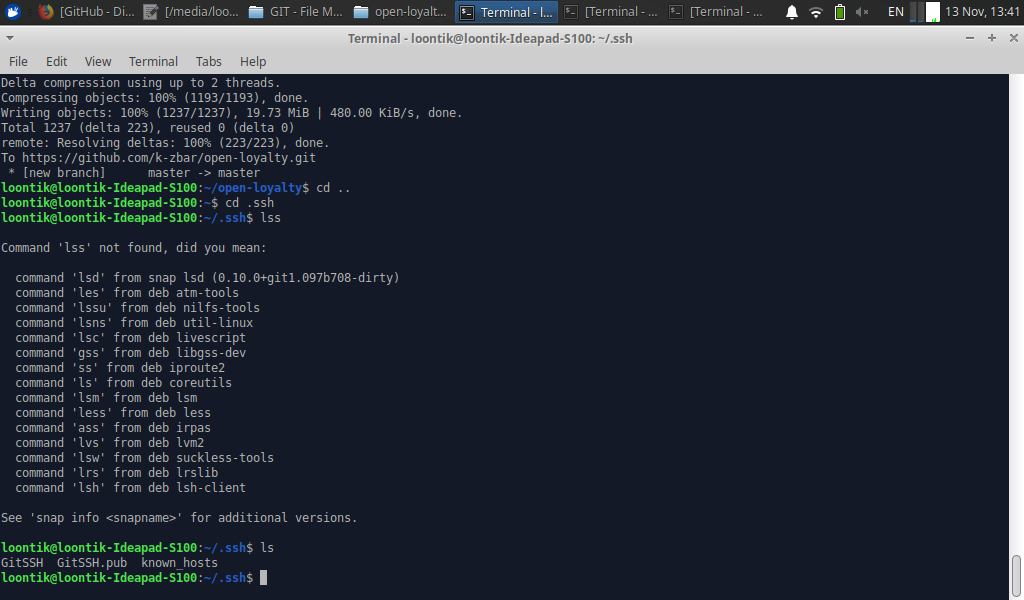 [GitHub - Di... [/media/loo... GIT - File M... open-loyalt... Terminal - l... [Terminal - ... [Terminal - ... EN 13 Nov, 13:41
Terminal - loontik@loontik-Ideapad-S100: ~/.ssh
File Edit View Terminal Tabs Help
Delta compression using up to 2 threads.
Compressing objects: 100% (1193/1193), done.
Writing objects: 100% (1237/1237), 19.73 MiB | 480.00 KiB/s, done.
Total 1237 (delta 223), reused 0 (delta 0)
remote: Resolving deltas: 100% (223/223), done.
To https://github.com/k-zbar/open-loyalty.git
 * [new branch]      master -> master
loontik@loontik-Ideapad-S100:~/open-loyalty$ cd ..
loontik@loontik-Ideapad-S100:~$ cd .ssh
loontik@loontik-Ideapad-S100:~/.ssh$ lss
Command 'lss' not found, did you mean:
  command 'lsd' from snap lsd (0.10.0+git1.097b708-dirty)
  command 'les' from deb atm-tools
  command 'lssu' from deb nilfs-tools
  command 'lsns' from deb util-linux
  command 'lsc' from deb livescript
  command 'gss' from deb libgss-dev
  command 'ss' from deb iproute2
  command 'ls' from deb coreutils
  command 'lsm' from deb lsm
  command 'less' from deb less
  command 'ass' from deb irpas
  command 'lvs' from deb lvm2
  command 'lsw' from deb suckless-tools
  command 'lrs' from deb lrslib
  command 'lsh' from deb lsh-client
See 'snap info <snapname>' for additional versions.
loontik@loontik-Ideapad-S100:~/.ssh$ ls
GitSSH  GitSSH.pub  known_hosts
loontik@loontik-Ideapad-S100:~/.ssh$